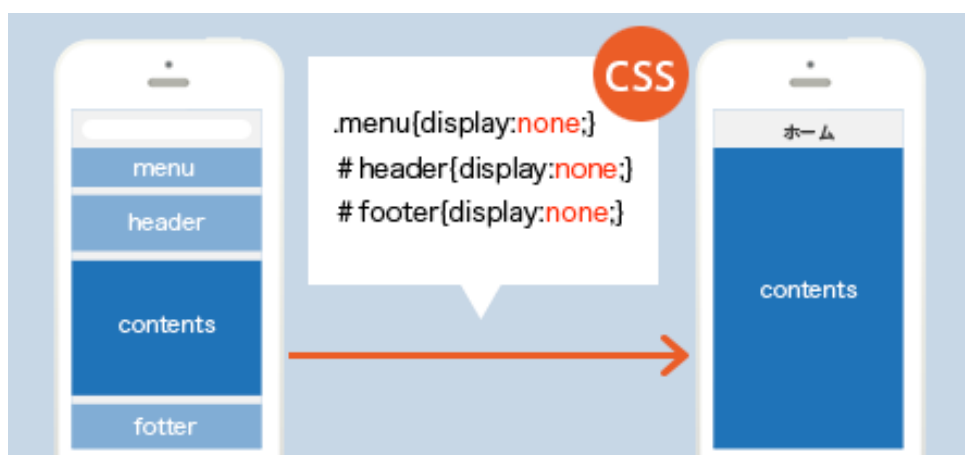 menu
header
contents
fotter
CSS
.menu{display:none;}
# header{display:none;}
# footer{display:none;}
ホーム
contents